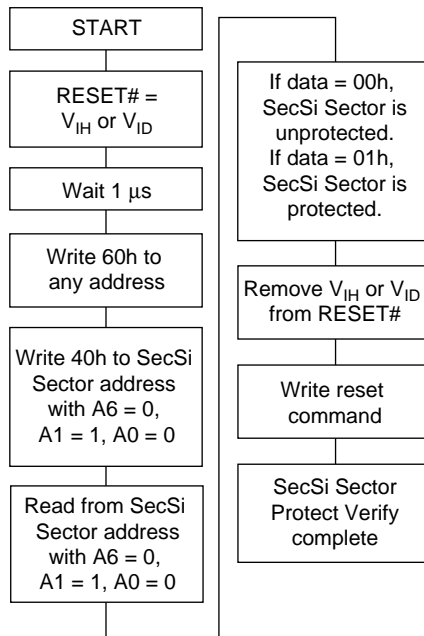 START
RESET# =
V_IH or V_ID
Wait 1 μs
Write 60h to
any address
Write 40h to SecSi
Sector address
with A6 = 0,
A1 = 1, A0 = 0
Read from SecSi
Sector address
with A6 = 0,
A1 = 1, A0 = 0
If data = 00h,
SecSi Sector is
unprotected.
If data = 01h,
SecSi Sector is
protected.
Remove V_IH or V_ID
from RESET#
Write reset
command
SecSi Sector
Protect Verify
complete